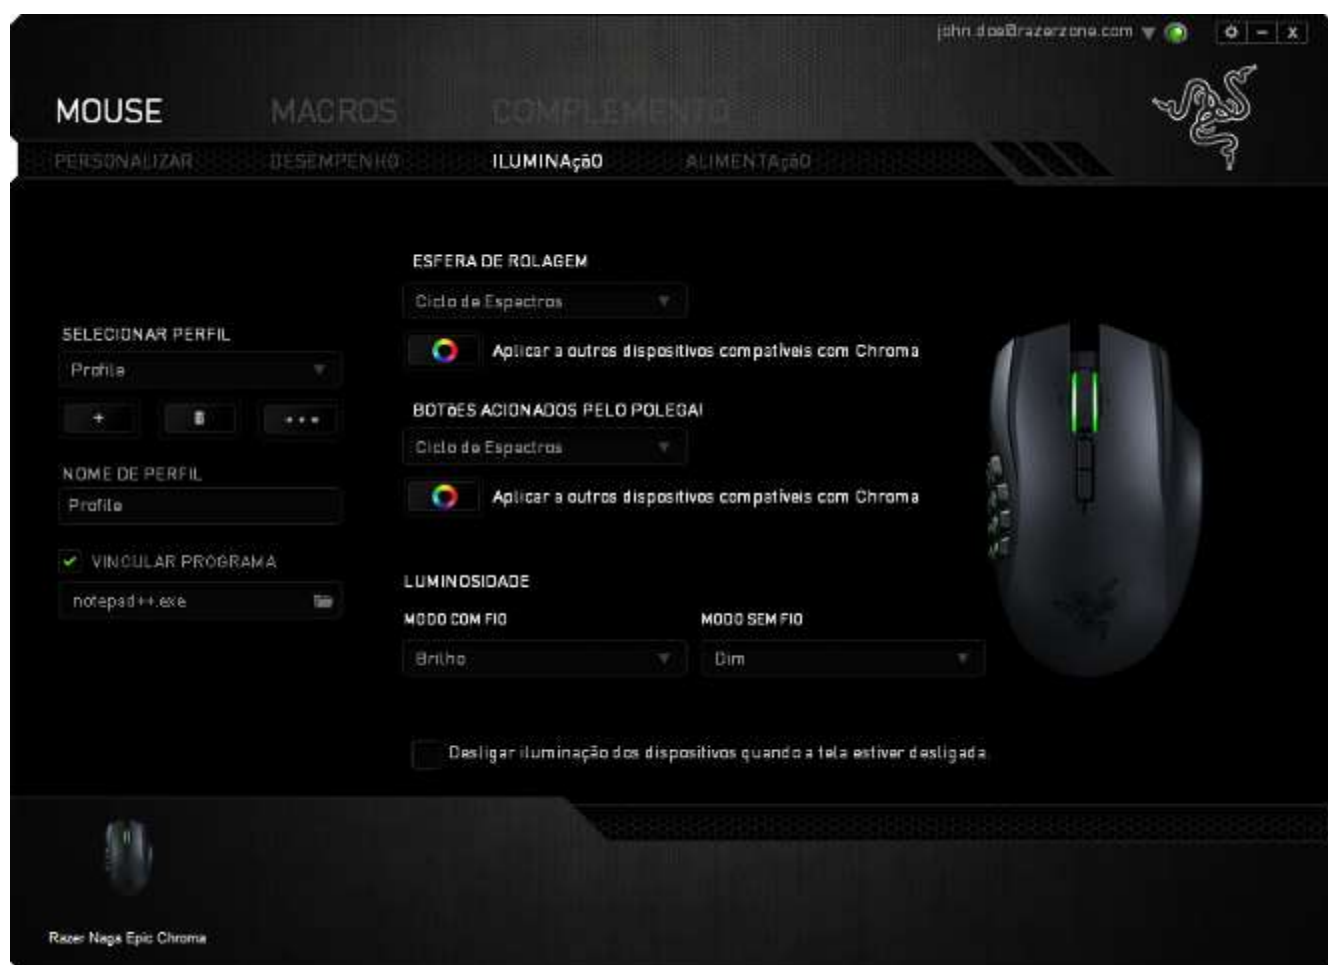 john.doe@razerzone.com
MOUSE MACROS COMPLEMENTO
PERSONALIZAR DESEMPENHO ILUMINAçãO ALIMENTAçãO
ESFERA DE ROLAGEM
Ciclo de Espectros
SELECIONAR PERFIL
Aplicar a outros dispositivos compatíveis com Chroma
Profile
BOTõES ACIONADOS PELO POLEGA
Ciclo de Espectros
NOME DE PERFIL
Aplicar a outros dispositivos compatíveis com Chroma
Profile
VINCULAR PROGRAMA
LUMINOSIDADE
notepad++.exe
MODO COM FIO MODO SEM FIO
Brilho Dim
Desligar iluminação dos dispositivos quando a tela estiver desligada
Razer Naga Epic Chroma